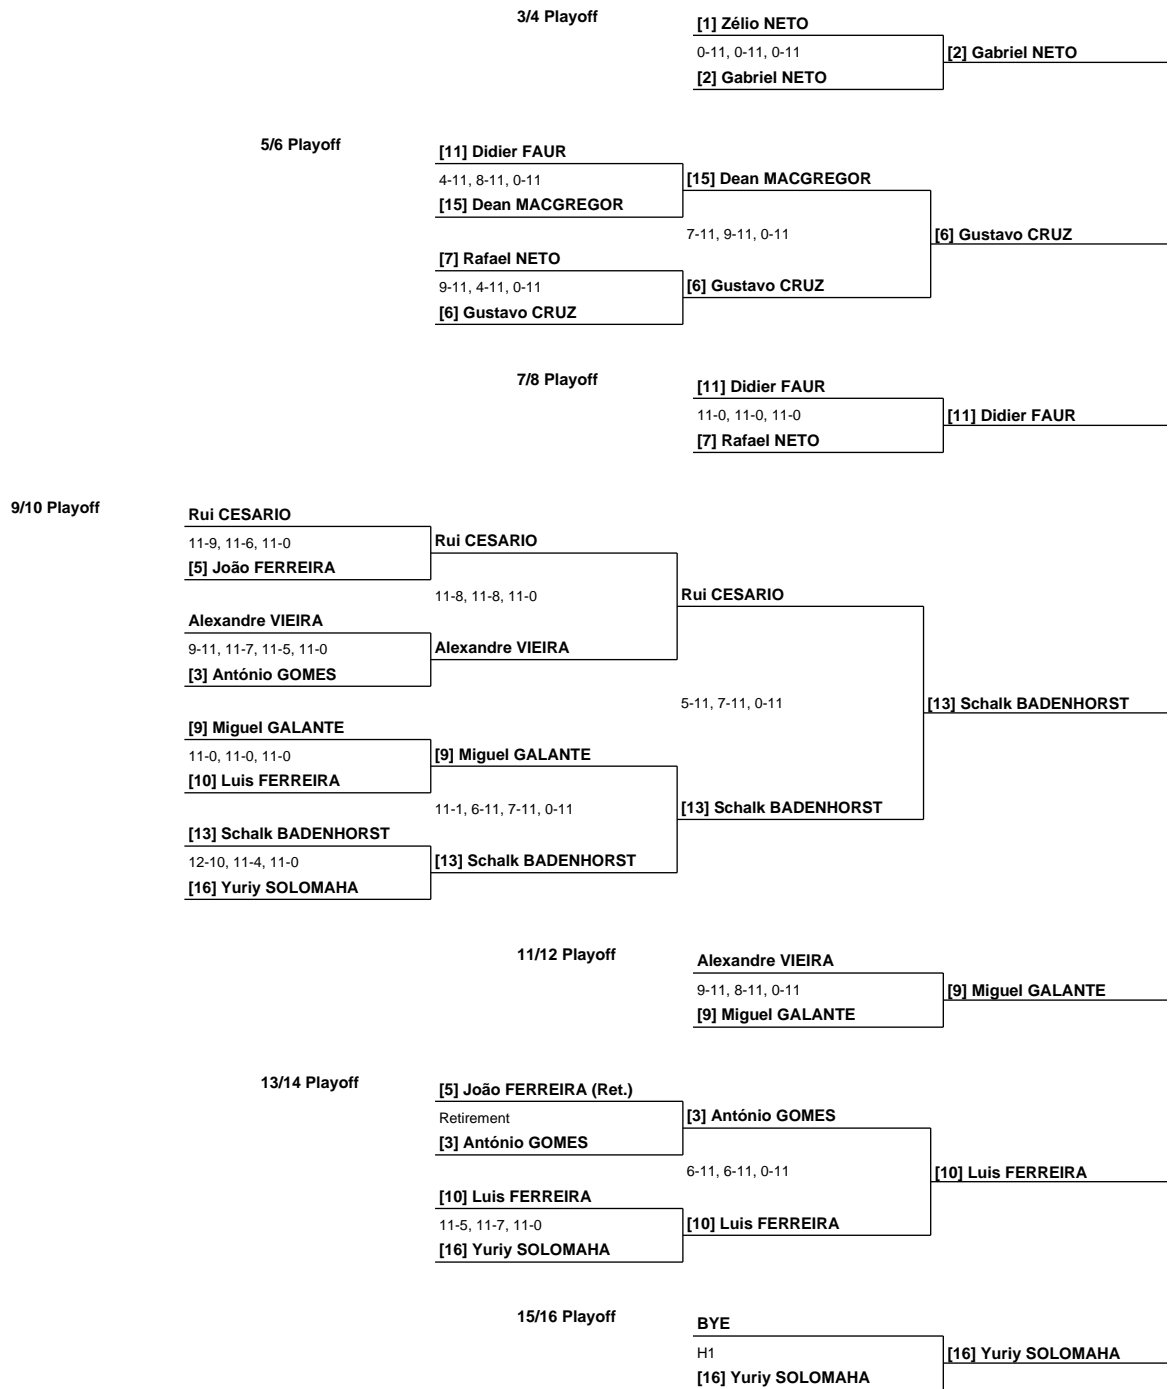 3/4 Playoff
[1] Zélio NETO
0-11, 0-11, 0-11
[2] Gabriel NETO
[2] Gabriel NETO
5/6 Playoff
[11] Didier FAUR
4-11, 8-11, 0-11
[15] Dean MACGREGOR
[15] Dean MACGREGOR
7-11, 9-11, 0-11
[6] Gustavo CRUZ
[7] Rafael NETO
9-11, 4-11, 0-11
[6] Gustavo CRUZ
[6] Gustavo CRUZ
7/8 Playoff
[11] Didier FAUR
11-0, 11-0, 11-0
[11] Didier FAUR
[7] Rafael NETO
9/10 Playoff
Rui CESARIO
11-9, 11-6, 11-0
Rui CESARIO
[5] João FERREIRA
11-8, 11-8, 11-0
Rui CESARIO
Alexandre VIEIRA
9-11, 11-7, 11-5, 11-0
Alexandre VIEIRA
[3] António GOMES
5-11, 7-11, 0-11
[13] Schalk BADENHORST
[9] Miguel GALANTE
11-0, 11-0, 11-0
[9] Miguel GALANTE
[10] Luis FERREIRA
11-1, 6-11, 7-11, 0-11
[13] Schalk BADENHORST
[13] Schalk BADENHORST
12-10, 11-4, 11-0
[13] Schalk BADENHORST
[16] Yuriy SOLOMAHA
11/12 Playoff
Alexandre VIEIRA
9-11, 8-11, 0-11
[9] Miguel GALANTE
[9] Miguel GALANTE
13/14 Playoff
[5] João FERREIRA (Ret.)
Retirement
[3] António GOMES
[3] António GOMES
6-11, 6-11, 0-11
[10] Luis FERREIRA
[10] Luis FERREIRA
11-5, 11-7, 11-0
[10] Luis FERREIRA
[16] Yuriy SOLOMAHA
15/16 Playoff
BYE
H1
[16] Yuriy SOLOMAHA
[16] Yuriy SOLOMAHA